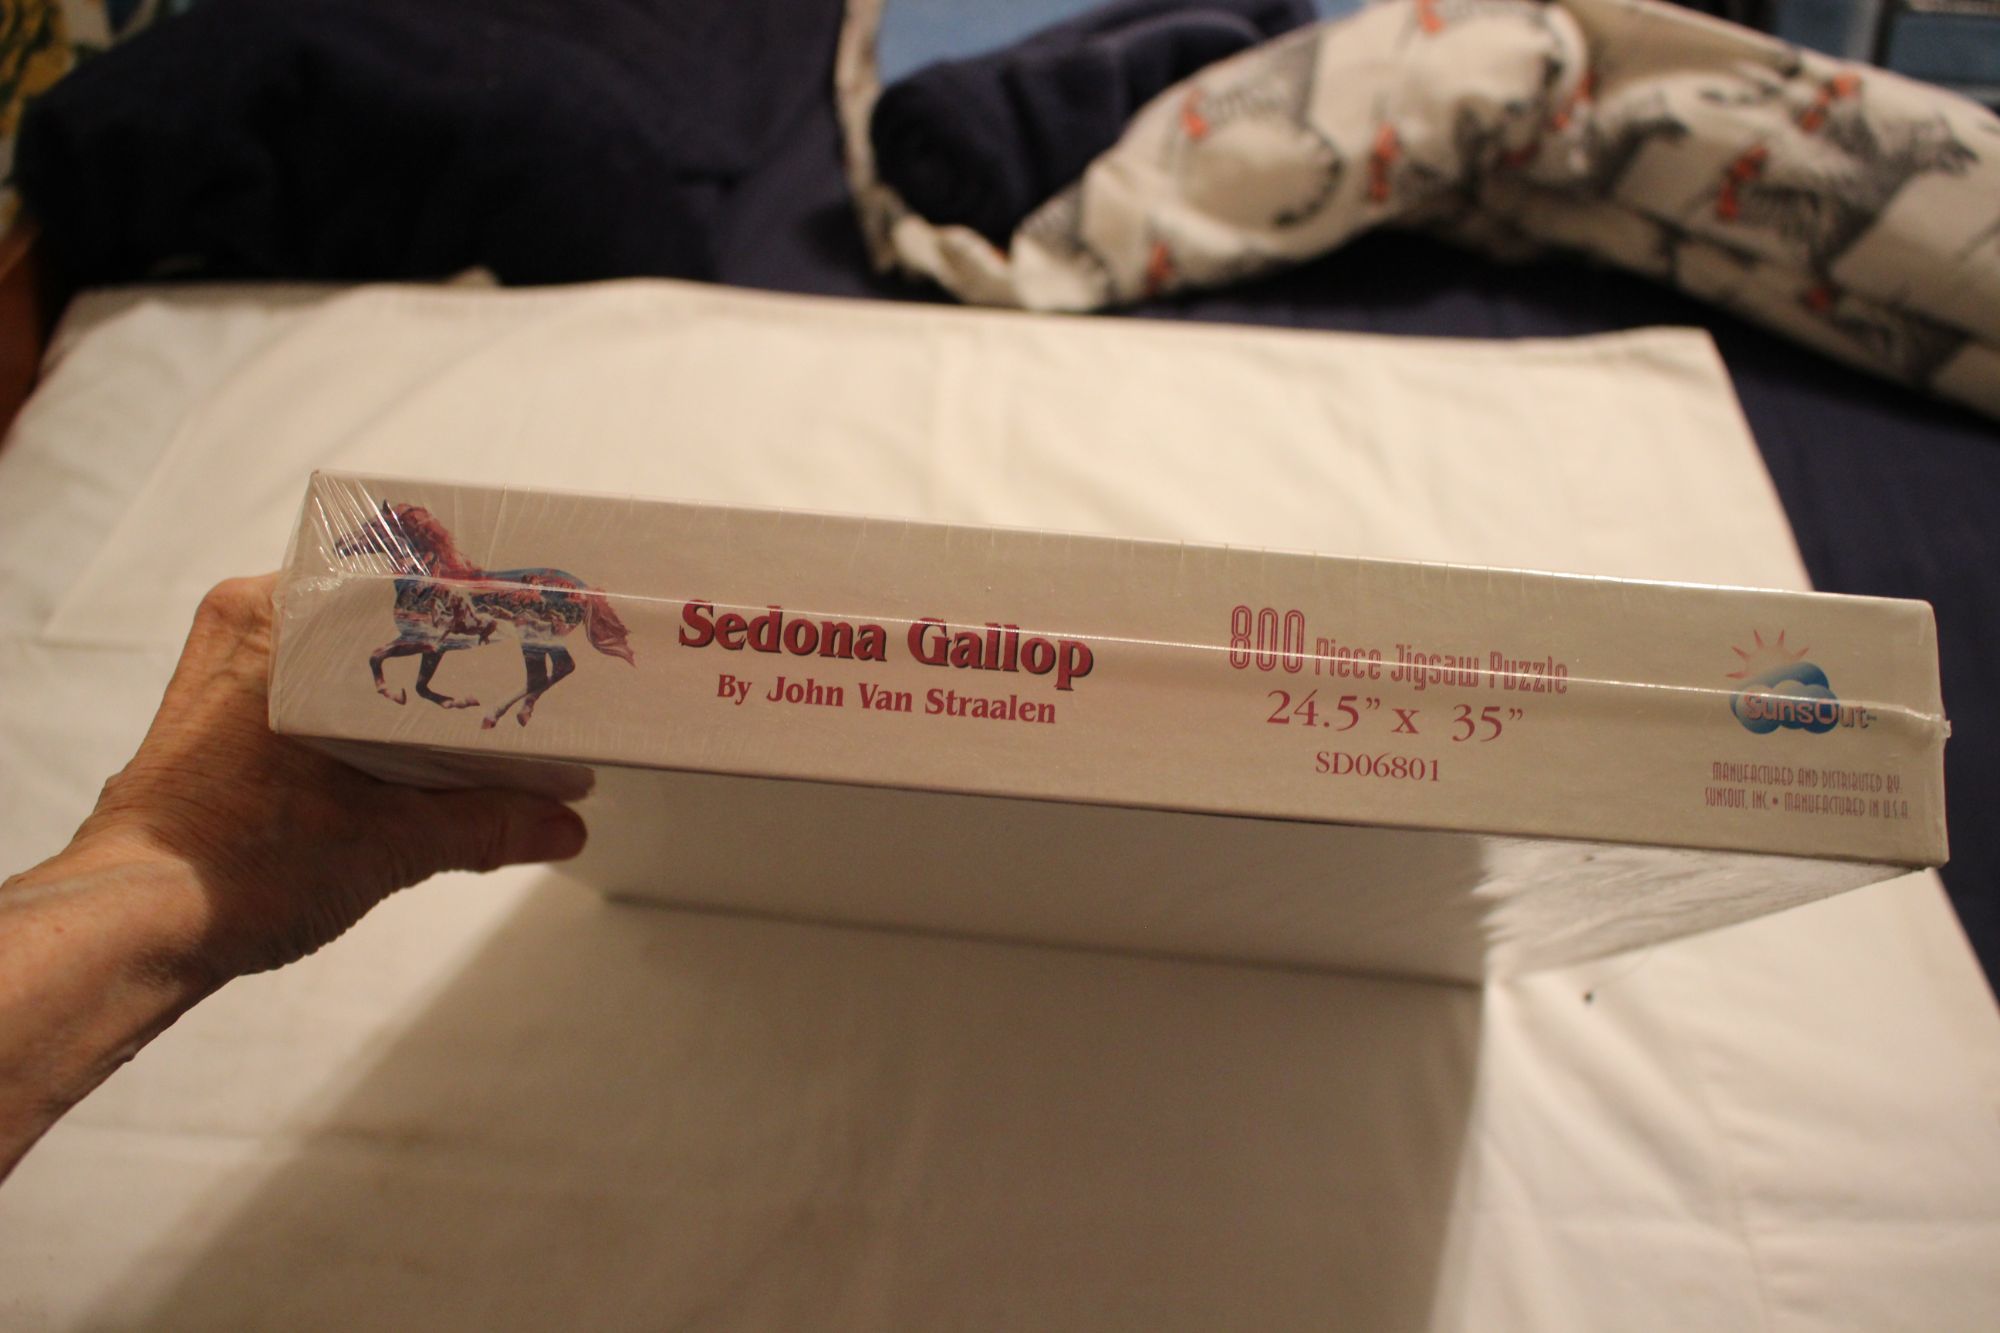 Sedona Gallop
By John Van Straalen
800 Piece Jigsaw Puzzle
24.5” x 35”
SD06801
SunsOut™
MANUFACTURED AND DISTRIBUTED BY:
SUNSOUT, INC. • MANUFACTURED IN U.S.A.